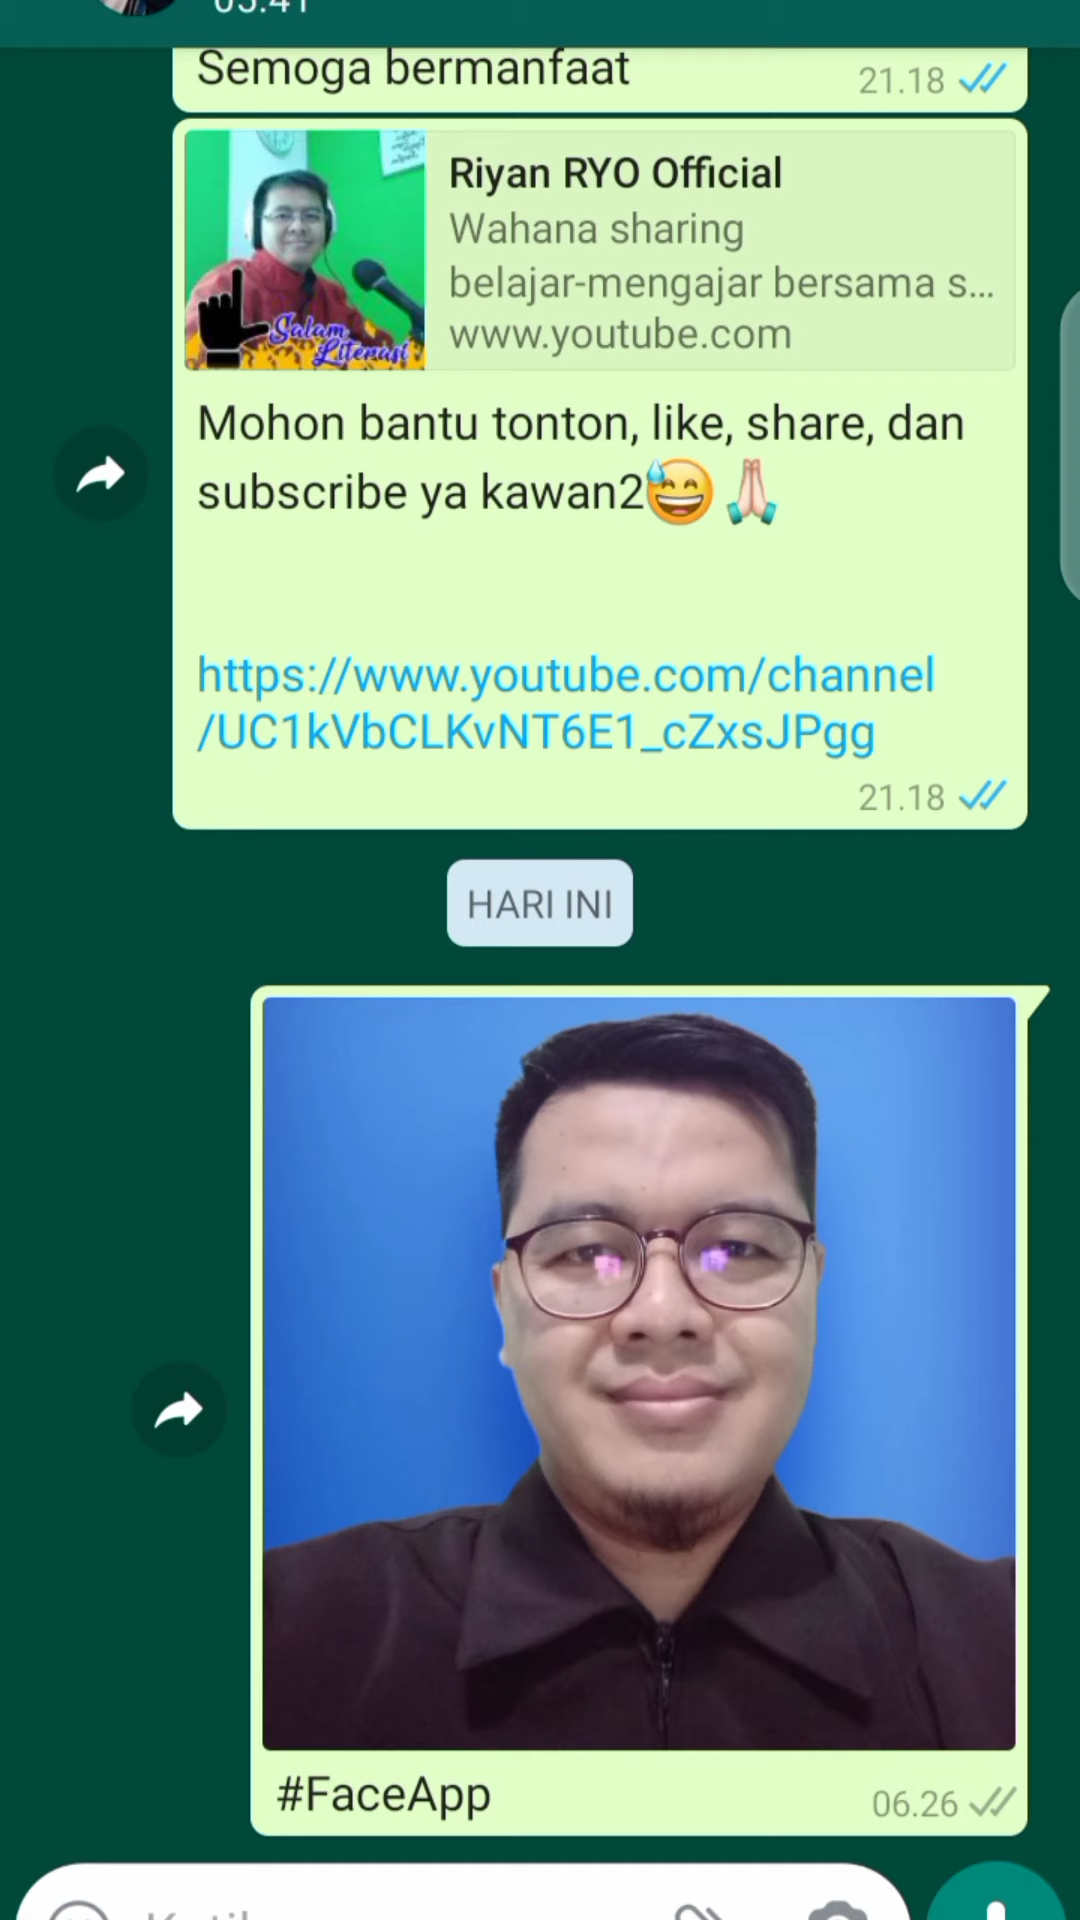 05.41
Semoga bermanfaat
21.18
Riyan RYO Official
Wahana sharing
belajar-mengajar bersama s...
www.youtube.com
Salam
Literasi
Mohon bantu tonton, like, share, dan
subscribe ya kawan2😅🙏🏻
https://www.youtube.com/channel
/UC1kVbCLKvNT6E1_cZxsJPgg
21.18
HARI INI
#FaceApp
06.26